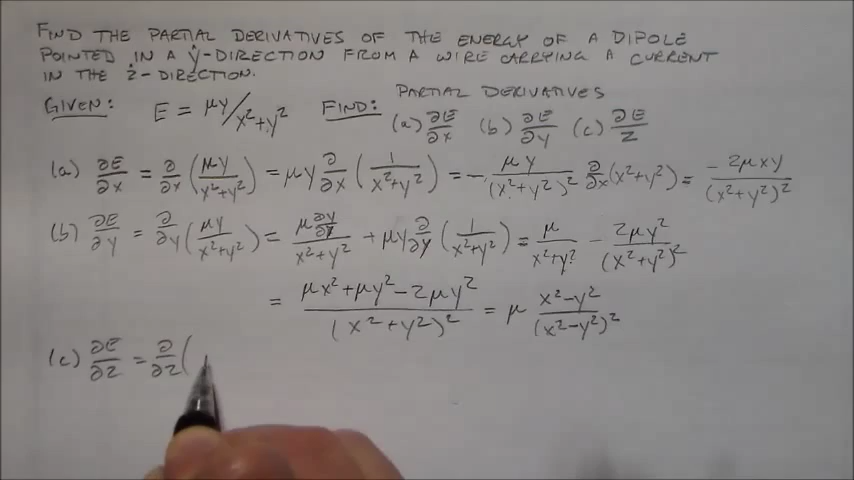 FIND THE PARTIAL DERIVATIVES OF THE ENERGY OF A DIPOLE
POINTED IN A ŷ-DIRECTION FROM A WIRE CARRYING A CURRENT
IN THE ẑ-DIRECTION.
GIVEN: E = μy/x²+y² FIND: PARTIAL DERIVATIVES
(a) ∂E/∂x (b) ∂E/∂y (c) ∂E/z
(a) ∂E/∂x = ∂/∂x (μy/x²+y²) = μy ∂/∂x (1/x²+y²) = - μy/(x²+y²)² ∂/∂x (x²+y²) = -2μxy/(x²+y²)²
(b) ∂E/∂y = ∂/∂y (μy/x²+y²) = μ ∂y/∂y/x²+y² + μy ∂/∂y (1/x²+y²) = μ/x²+y² - 2μy²/(x²+y²)²
= μx²+μy²-2μy²/(x²+y²)² = μ x²-y²/(x²-y²)²
(c) ∂E/∂z = ∂/∂z (